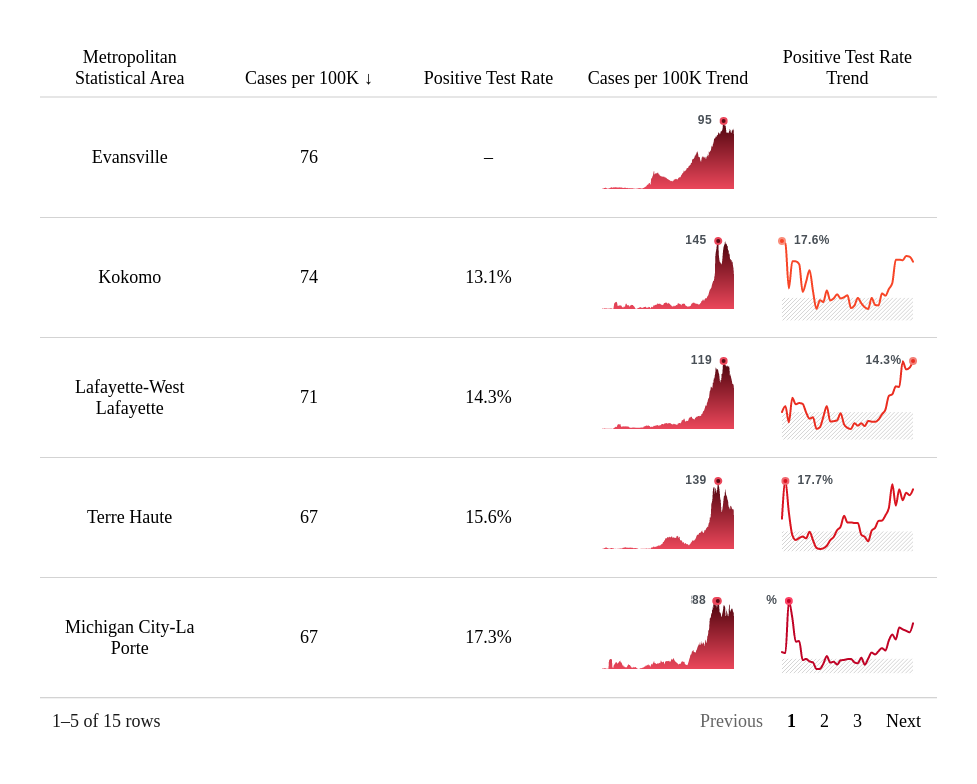 Metropolitan
Statistical Area
Cases per 100K ↓
Positive Test Rate
Cases per 100K Trend
Positive Test Rate
Trend
Evansville
76
–
95
Kokomo
74
13.1%
145
17.6%
Lafayette-West
Lafayette
71
14.3%
119
14.3%
Terre Haute
67
15.6%
139
17.7%
Michigan City-La
Porte
67
17.3%
88
%
1–5 of 15 rows
Previous 1 2 3 Next